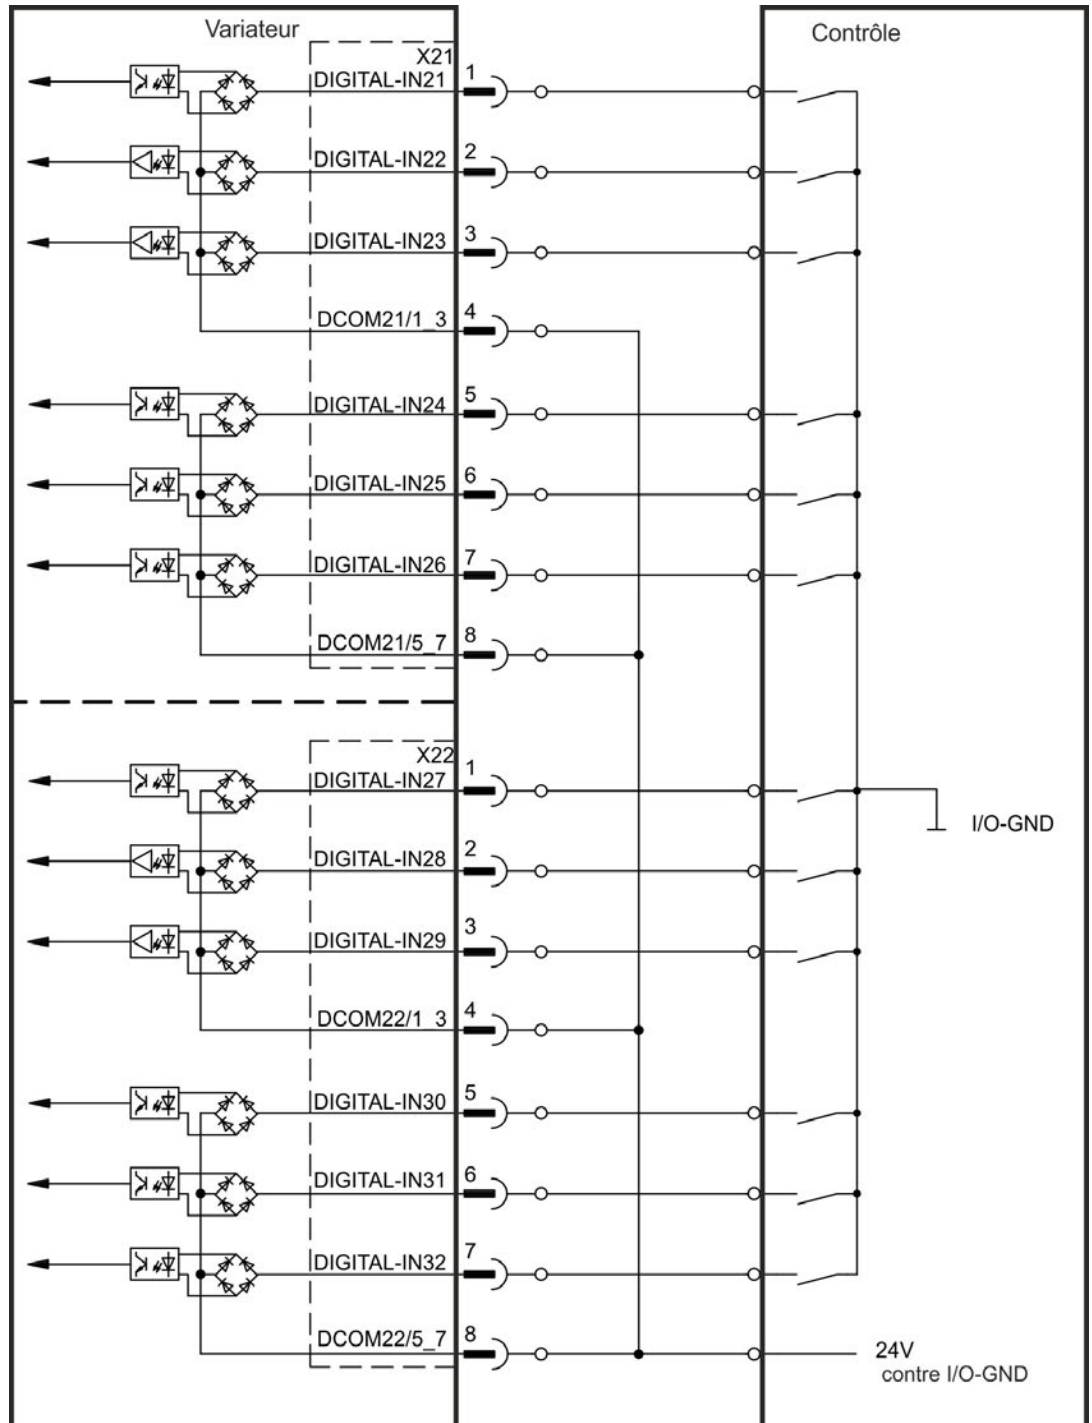 Variateur
Contrôle
X21
DIGITAL-IN21 1
DIGITAL-IN22 2
DIGITAL-IN23 3
DCOM21/1_3 4
DIGITAL-IN24 5
DIGITAL-IN25 6
DIGITAL-IN26 7
DCOM21/5_7 8
X22
DIGITAL-IN27 1
I/O-GND
DIGITAL-IN28 2
DIGITAL-IN29 3
DCOM22/1_3 4
DIGITAL-IN30 5
DIGITAL-IN31 6
DIGITAL-IN32 7
DCOM22/5_7 8
24V
contre I/O-GND